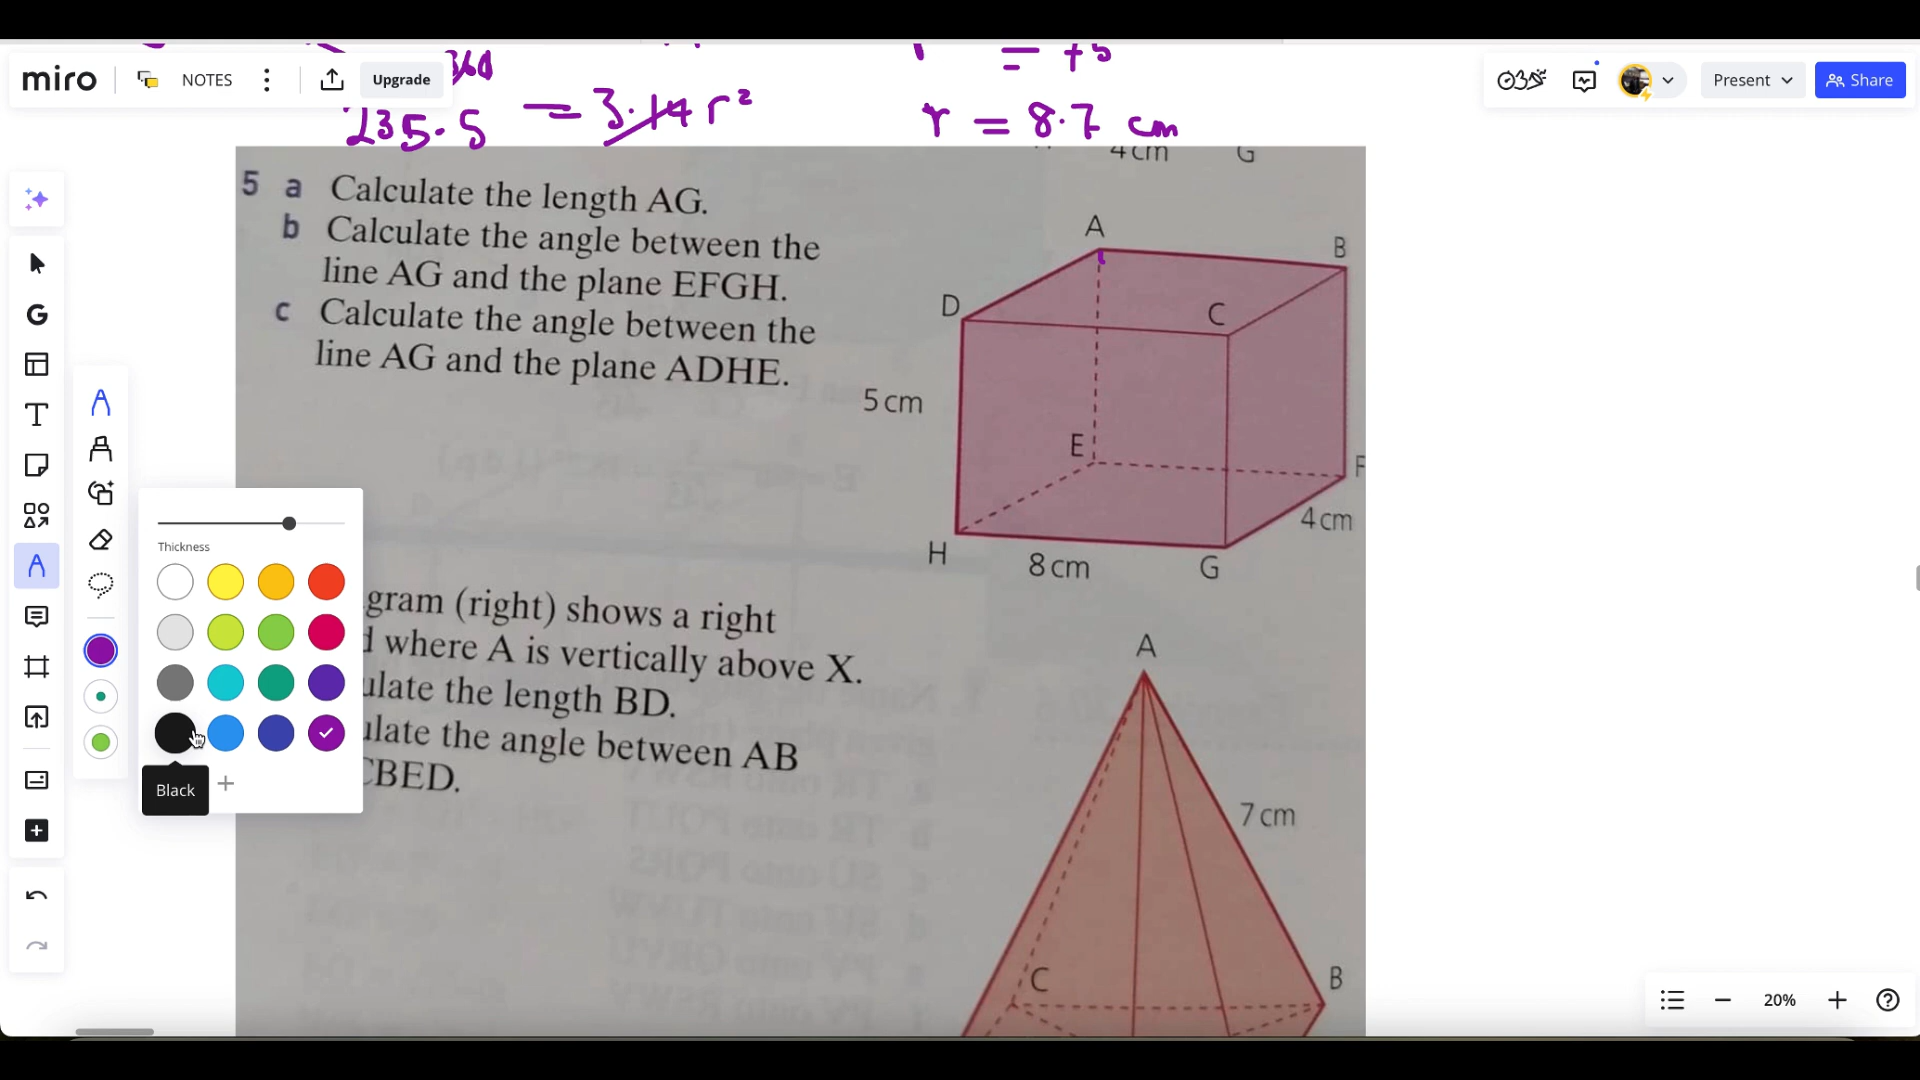 360
= 75
miro NOTES Upgrade
Present Share
235.5 = 3.14 r²
r = 8.7 cm
4 cm G
5 a Calculate the length AG.
b Calculate the angle between the
line AG and the plane EFGH.
c Calculate the angle between the
line AG and the plane ADHE.
A
B
D
C
5 cm
E
F
4 cm
H
8 cm
G
Thickness
Black
gram (right) shows a right
d where A is vertically above X.
ulate the length BD.
ulate the angle between AB
CBED.
A
7 cm
C
B
20%